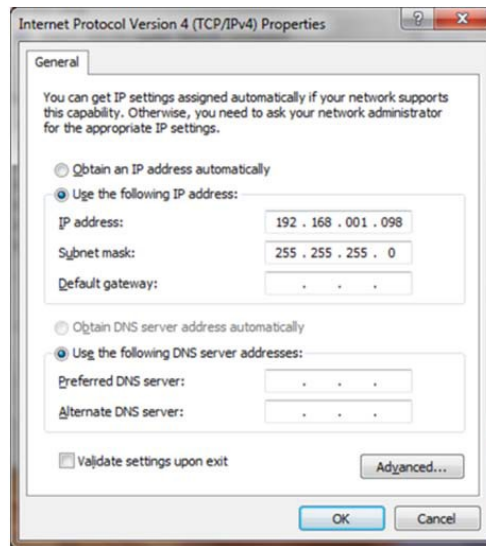 Internet Protocol Version 4 (TCP/IPv4) Properties
General
You can get IP settings assigned automatically if your network supports
this capability. Otherwise, you need to ask your network administrator
for the appropriate IP settings.
Obtain an IP address automatically
Use the following IP address:
IP address: 192 . 168 . 001 . 098
Subnet mask: 255 . 255 . 255 . 0
Default gateway: . . .
Obtain DNS server address automatically
Use the following DNS server addresses:
Preferred DNS server: . . .
Alternate DNS server: . . .
Validate settings upon exit
Advanced...
OK Cancel